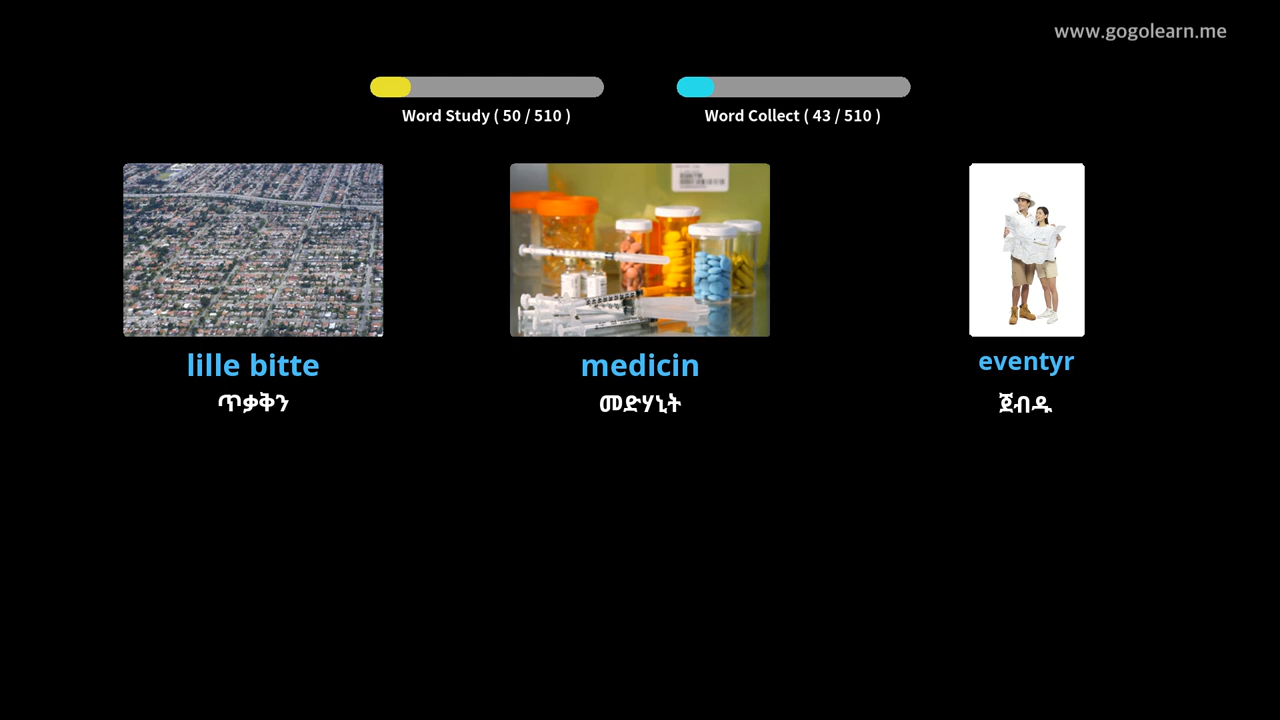 www.gogolearn.me
Word Study ( 50 / 510 )
Word Collect ( 43 / 510 )
lille bitte
medicin
eventyr
ጥቃቅን
መድሃኒት
ጀብዱ